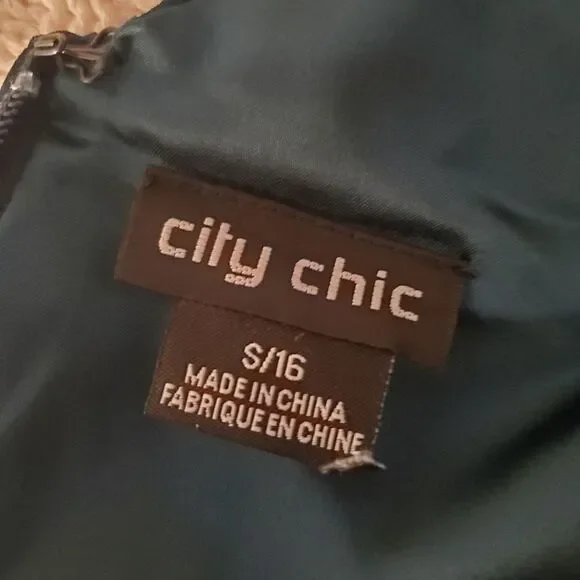 city chic
S/16
MADE IN CHINA
FABRIQUE EN CHINE